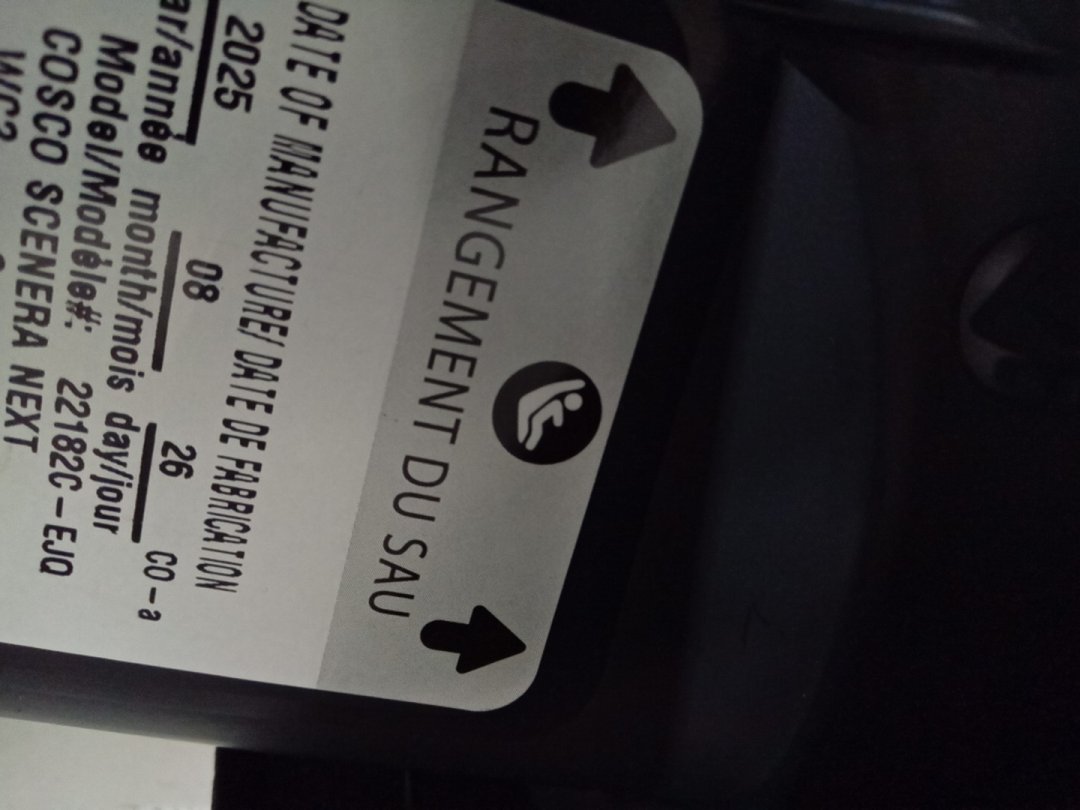 RANGEMENT DU SAU
DATE OF MANUFACTURE/ DATE DE FABRICATION
2025 08 26 CO-a
ar/année month/mois day/jour
Model/Modèle#: 22182C-EJQ
COSCO SCENERA NEXT